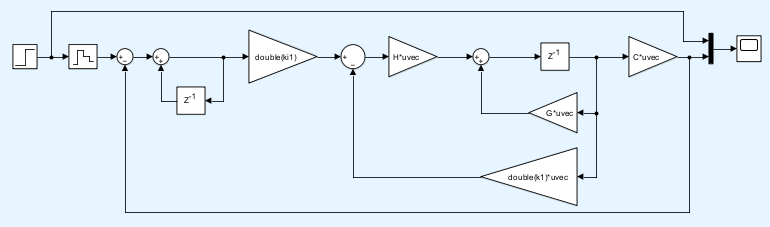 double(ki1)
H*uvec
Z-1
C*uvec
Z-1
G*uvec
double(k1)*uvec